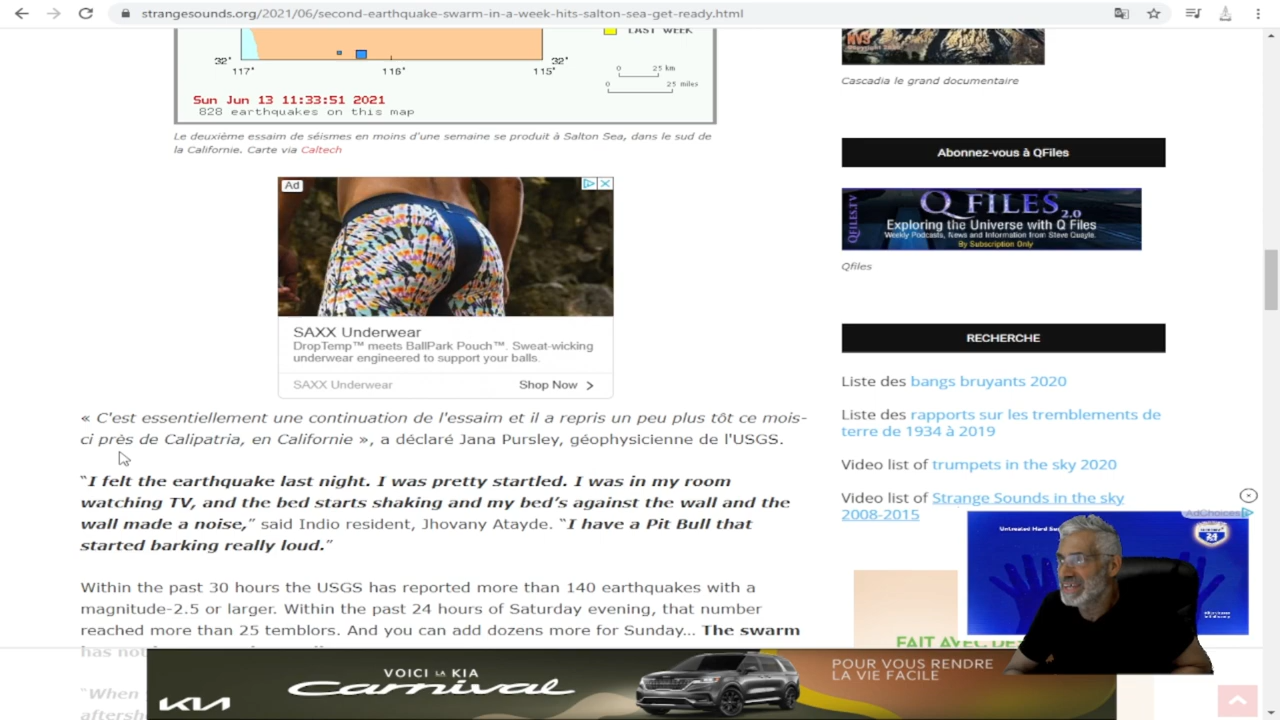 strangesounds.org/2021/06/second-earthquake-swarm-in-a-week-hits-salton-sea-get-ready.html
LAST WEEK
32° 32°
117° 116° 115°
0 25 km
0 25 miles
Sun Jun 13 11:33:51 2021
828 earthquakes on this map
Le deuxième essaim de séismes en moins d'une semaine se produit à Salton Sea, dans le sud de
la Californie. Carte via Caltech
Ad
SAXX Underwear
DropTemp™ meets BallPark Pouch™. Sweat-wicking
underwear engineered to support your balls.
SAXX Underwear Shop Now
« C'est essentiellement une continuation de l'essaim et il a repris un peu plus tôt ce mois-
ci près de Calipatria, en Californie », a déclaré Jana Pursley, géophysicienne de l'USGS.
"I felt the earthquake last night. I was pretty startled. I was in my room
watching TV, and the bed starts shaking and my bed's against the wall and the
wall made a noise," said Indio resident, Jhovany Atayde. "I have a Pit Bull that
started barking really loud."
Within the past 30 hours the USGS has reported more than 140 earthquakes with a
magnitude-2.5 or larger. Within the past 24 hours of Saturday evening, that number
reached more than 25 temblors. And you can add dozens more for Sunday… The swarm
"When
aftersh
Cascadia le grand documentaire
Abonnez-vous à QFiles
QFILES.TV
Q FILES 2.0
Exploring the Universe with Q Files
Weekly Podcasts, News and Information from Steve Quayle.
By Subscription Only
Qfiles
RECHERCHE
Liste des bangs bruyants 2020
Liste des rapports sur les tremblements de
terre de 1934 à 2019
Video list of trumpets in the sky 2020
Video list of Strange Sounds in the sky
2008-2015
AdChoices
FAIT AVEC DE
VOICI LA KIA
Carnival
KIA
POUR VOUS RENDRE
LA VIE FACILE